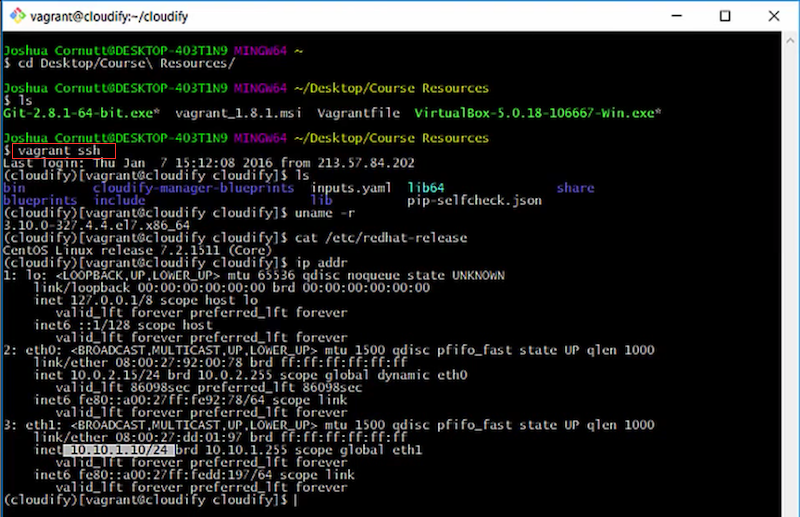 vagrant@cloudify:~/cloudify
Joshua Cornutt@DESKTOP-403T1N9 MINGW64 ~
$ cd Desktop/Course\ Resources/
Joshua Cornutt@DESKTOP-403T1N9 MINGW64 ~/Desktop/Course Resources
$ ls
Git-2.8.1-64-bit.exe*  vagrant_1.8.1.msi  Vagrantfile  VirtualBox-5.0.18-106667-Win.exe*
Joshua Cornutt@DESKTOP-403T1N9 MINGW64 ~/Desktop/Course Resources
$ vagrant ssh
Last login: Thu Jan  7 15:12:08 2016 from 213.57.84.202
(cloudify)[vagrant@cloudify cloudify]$ ls
bin         cloudify-manager-blueprints  inputs.yaml  lib64               share
blueprints  include                      lib          pip-selfcheck.json
(cloudify)[vagrant@cloudify cloudify]$ uname -r
3.10.0-327.4.4.el7.x86_64
(cloudify)[vagrant@cloudify cloudify]$ cat /etc/redhat-release
CentOS Linux release 7.2.1511 (Core)
(cloudify)[vagrant@cloudify cloudify]$ ip addr
1: lo: <LOOPBACK,UP,LOWER_UP> mtu 65536 qdisc noqueue state UNKNOWN
    link/loopback 00:00:00:00:00:00 brd 00:00:00:00:00:00
    inet 127.0.0.1/8 scope host lo
       valid_lft forever preferred_lft forever
    inet6 ::1/128 scope host
       valid_lft forever preferred_lft forever
2: eth0: <BROADCAST,MULTICAST,UP,LOWER_UP> mtu 1500 qdisc pfifo_fast state UP qlen 1000
    link/ether 08:00:27:92:00:78 brd ff:ff:ff:ff:ff:ff
    inet 10.0.2.15/24 brd 10.0.2.255 scope global dynamic eth0
       valid_lft 86098sec preferred_lft 86098sec
    inet6 fe80::a00:27ff:fe92:78/64 scope link
       valid_lft forever preferred_lft forever
3: eth1: <BROADCAST,MULTICAST,UP,LOWER_UP> mtu 1500 qdisc pfifo_fast state UP qlen 1000
    link/ether 08:00:27:dd:01:97 brd ff:ff:ff:ff:ff:ff
    inet 10.10.1.10/24 brd 10.10.1.255 scope global eth1
       valid_lft forever preferred_lft forever
    inet6 fe80::a00:27ff:fedd:197/64 scope link
       valid_lft forever preferred_lft forever
(cloudify)[vagrant@cloudify cloudify]$